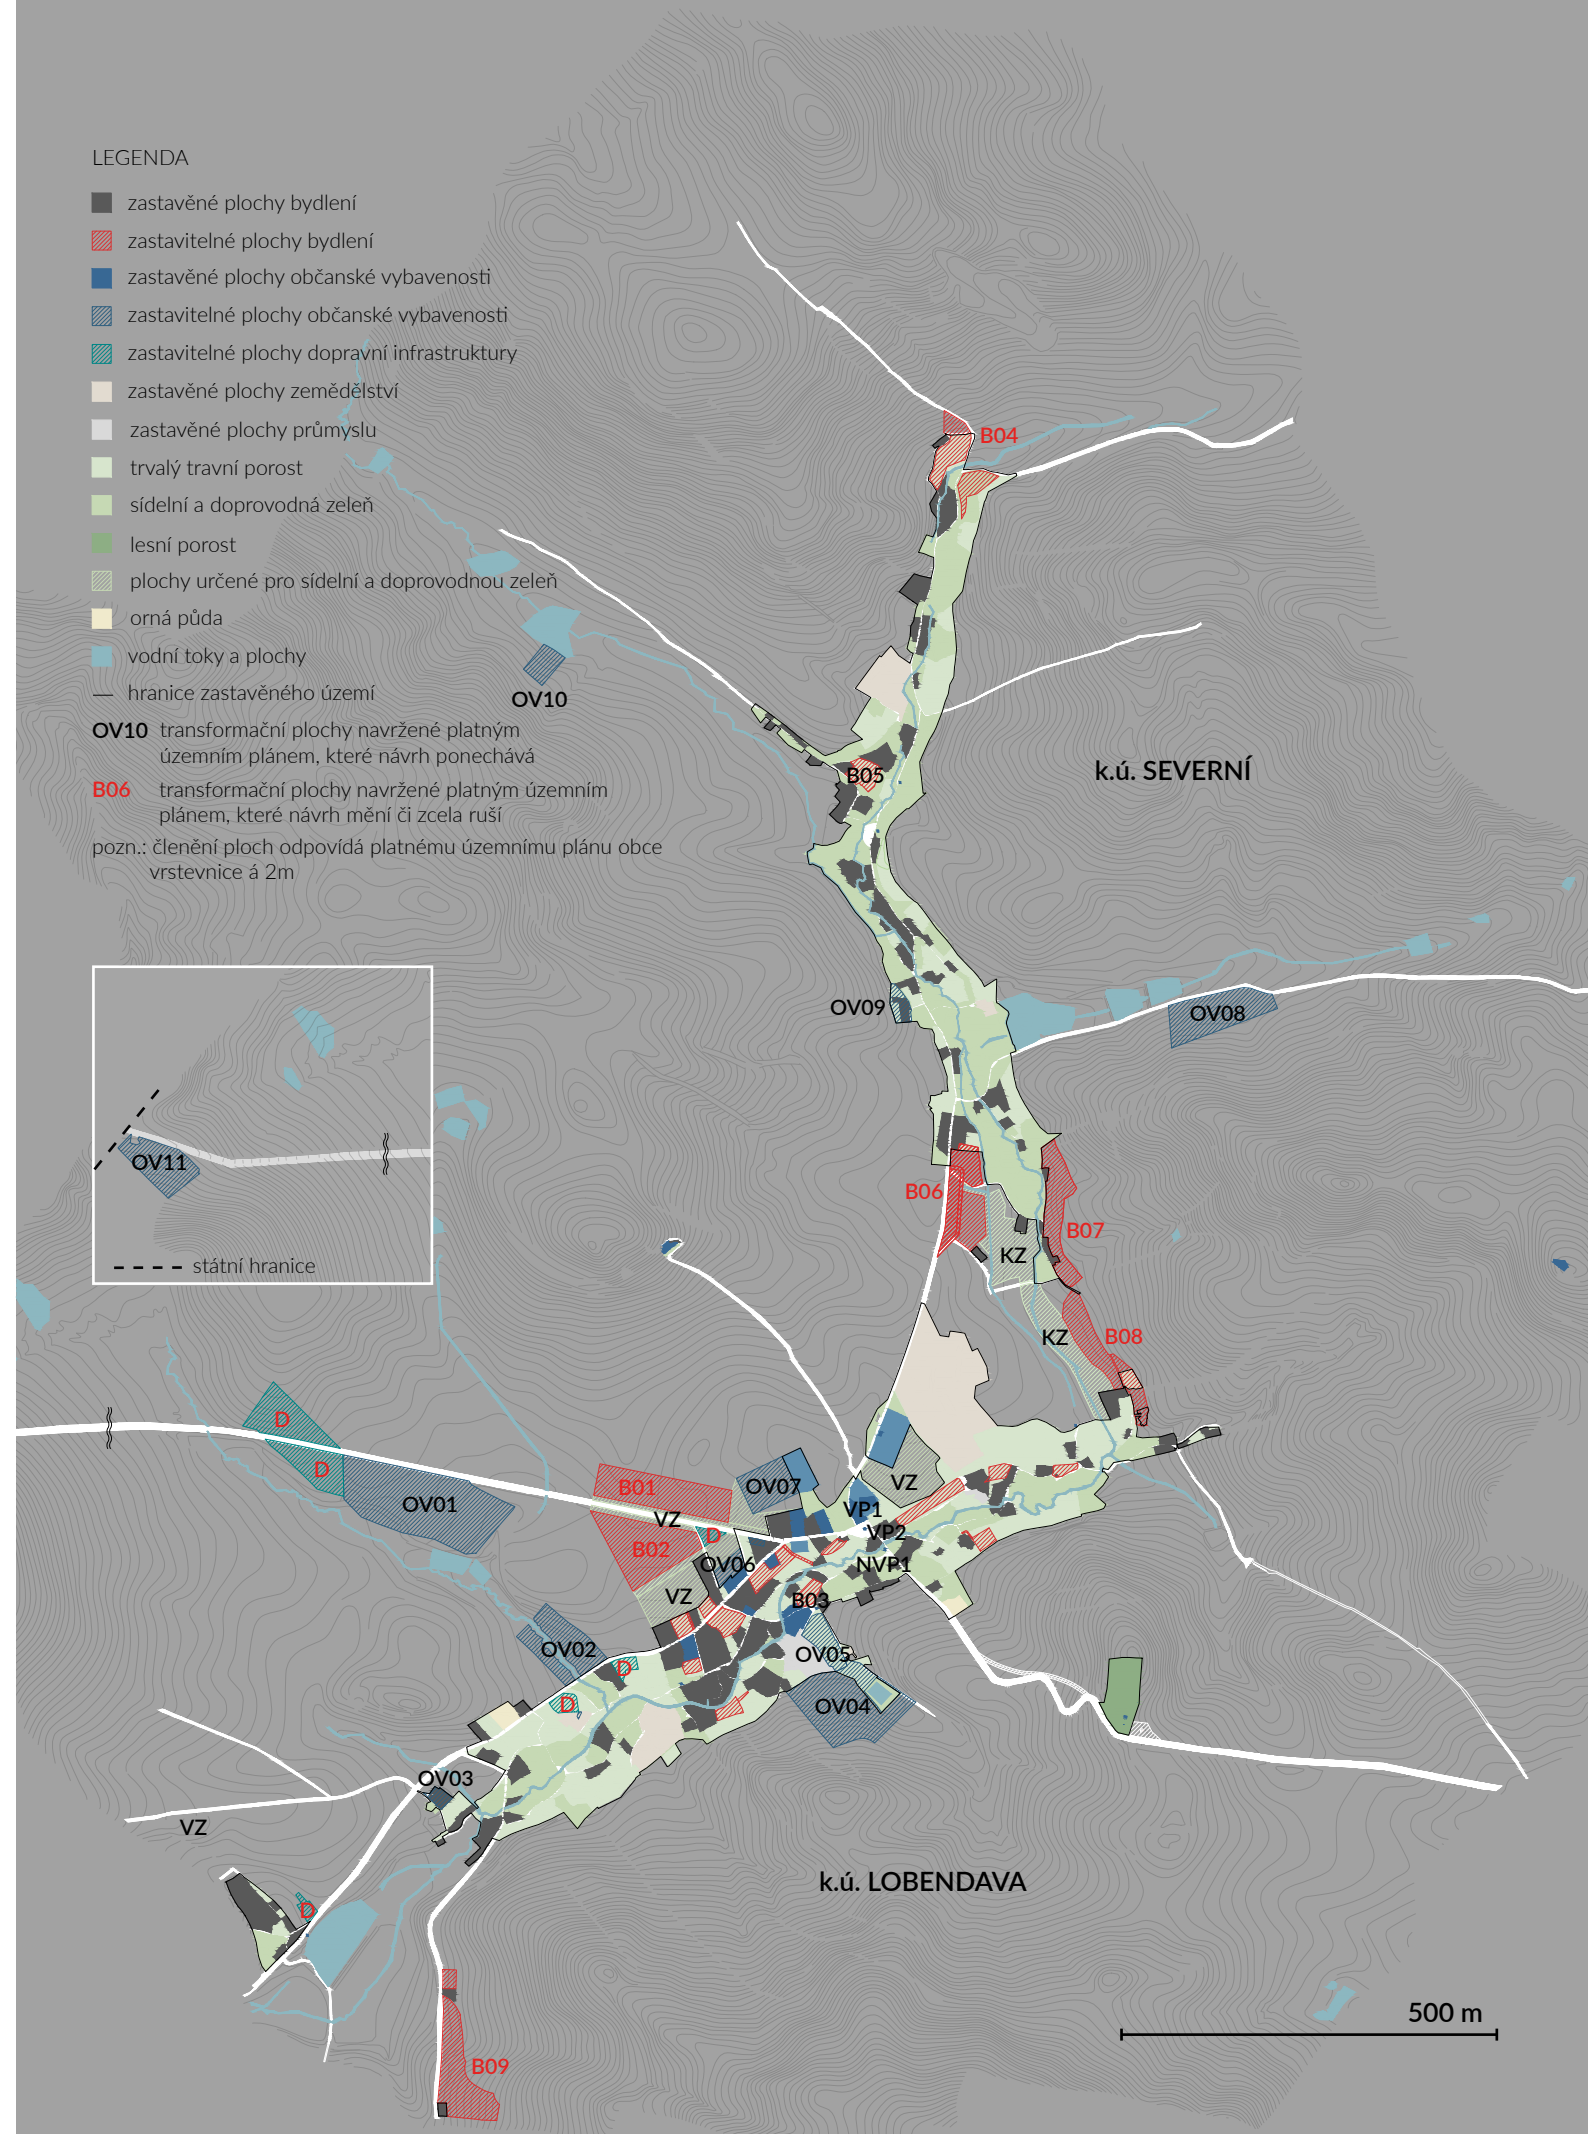 LEGENDA
zastavěné plochy bydlení
zastavitelné plochy bydlení
zastavěné plochy občanské vybavenosti
zastavitelné plochy občanské vybavenosti
zastavitelné plochy dopravní infrastruktury
zastavěné plochy zemědělství
zastavěné plochy průmyslu
trvalý travní porost
sídelní a doprovodná zeleň
lesní porost
plochy určené pro sídelní a doprovodnou zeleň
orná půda
vodní toky a plochy
hranice zastavěného území
OV10 transformační plochy navržené platným
územním plánem, které návrh ponechává
B06 transformační plochy navržené platným územním
plánem, které návrh mění či zcela ruší
pozn.: členění ploch odpovídá platnému územnímu plánu obce
vrstevnice á 2m
B04
OV10
k.ú. SEVERNÍ
B05
OV09
OV08
OV11
státní hranice
B06
B07
KZ
KZ
B08
D
D
OV01
B01
VZ
B02
D
OV07
VZ
VP1
VP2
OV06
NVP1
VZ
B03
OV02
D
OV05
D
OV04
OV03
VZ
k.ú. LOBENDAVA
D
500 m
B09